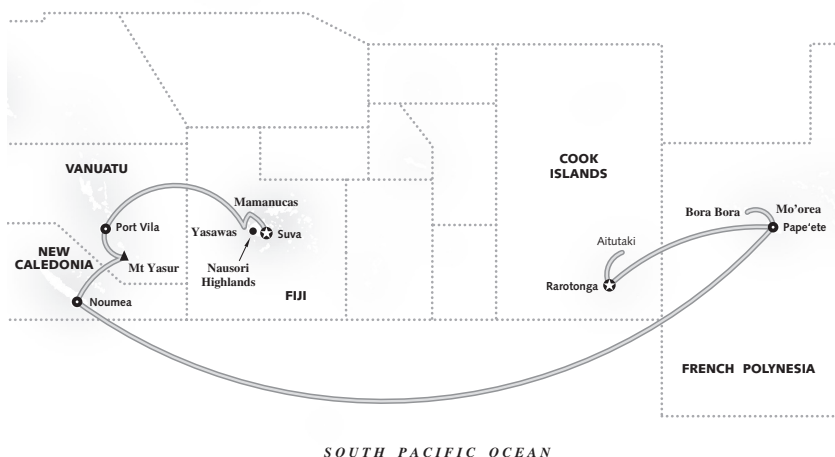 VANUATU
Port Vila
NEW
CALEDONIA
Mt Yasur
Noumea
Mamanucas
Yasawas
Suva
Nausori
Highlands
FIJI
COOK
ISLANDS
Aitutaki
Rarotonga
Bora Bora
Mo'orea
Pape'ete
FRENCH POLYNESIA
SOUTH PACIFIC OCEAN